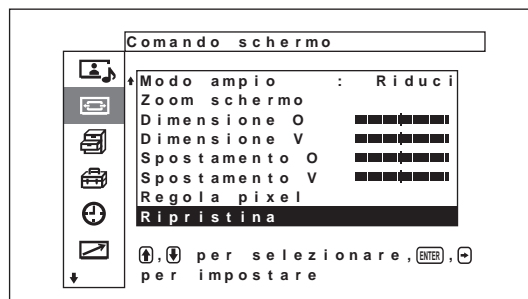 Comando schermo
Modo ampio : Riduci
Zoom schermo
Dimensione O
Dimensione V
Spostamento O
Spostamento V
Regola pixel
Ripristina
, per selezionare, ENTER ,
per impostare